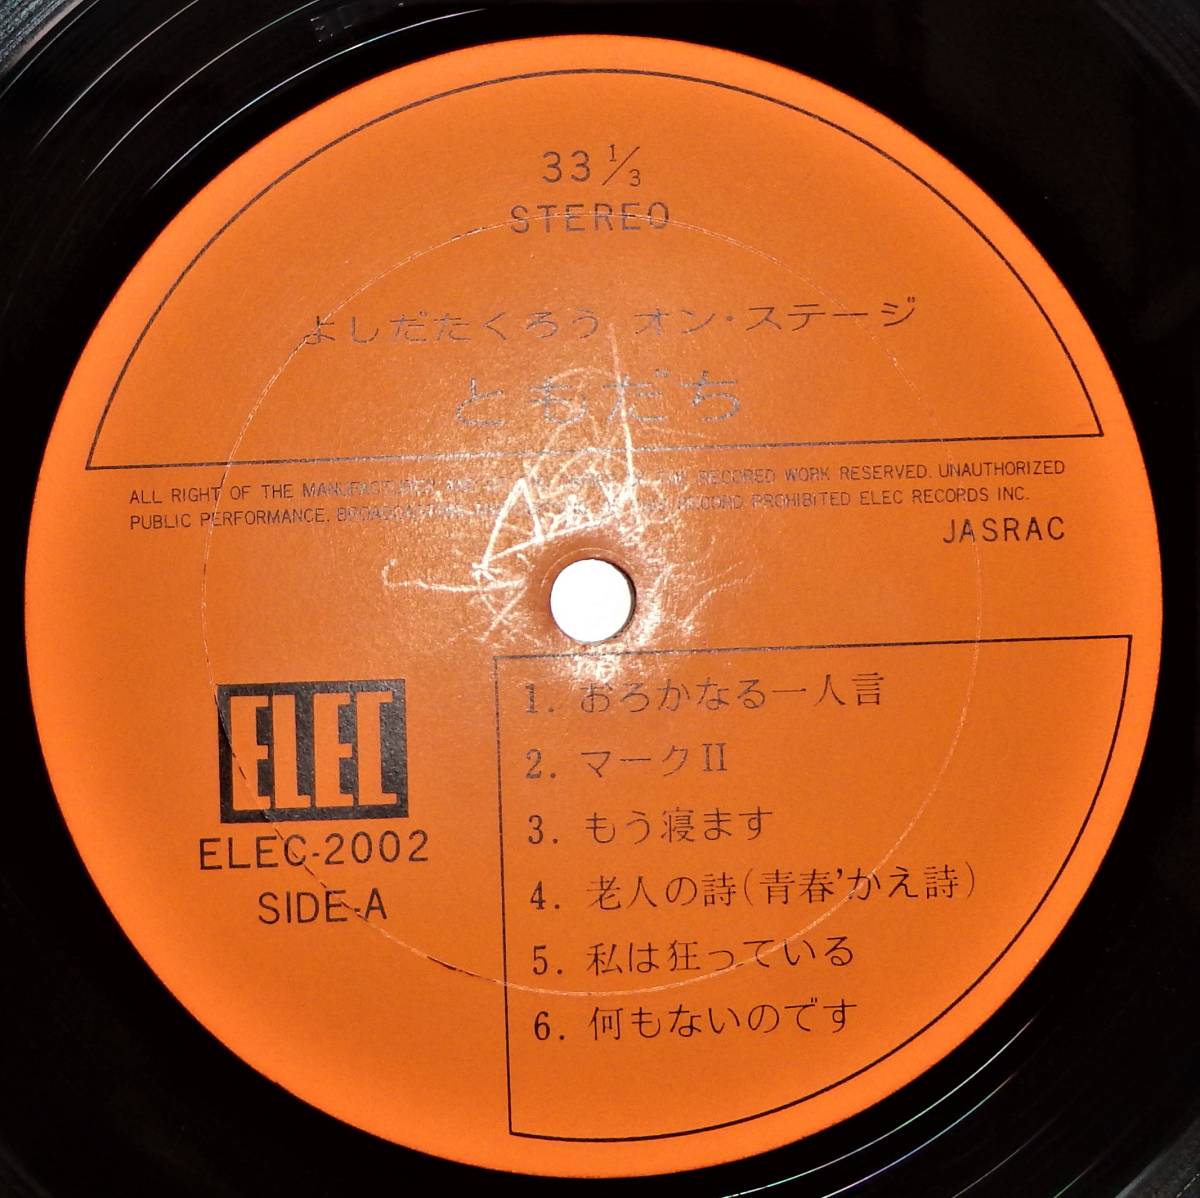 33 1/3
STEREO
よしだたくろう オン・ステージ
ともだち
ALL RIGHT OF THE MANUFACTURER AND OF THE RECORED WORK RESERVED. UNAUTHORIZED
PUBLIC PERFORMANCE. BROADCASTING RECORD PROHIBITED ELEC RECORDS INC.
JASRAC
ELEC
ELEC-2002
SIDE-A
1. おろかなる一人言
2. マークII
3. もう寝ます
4. 老人の詩(青春'かえ詩)
5. 私は狂っている
6. 何もないのです